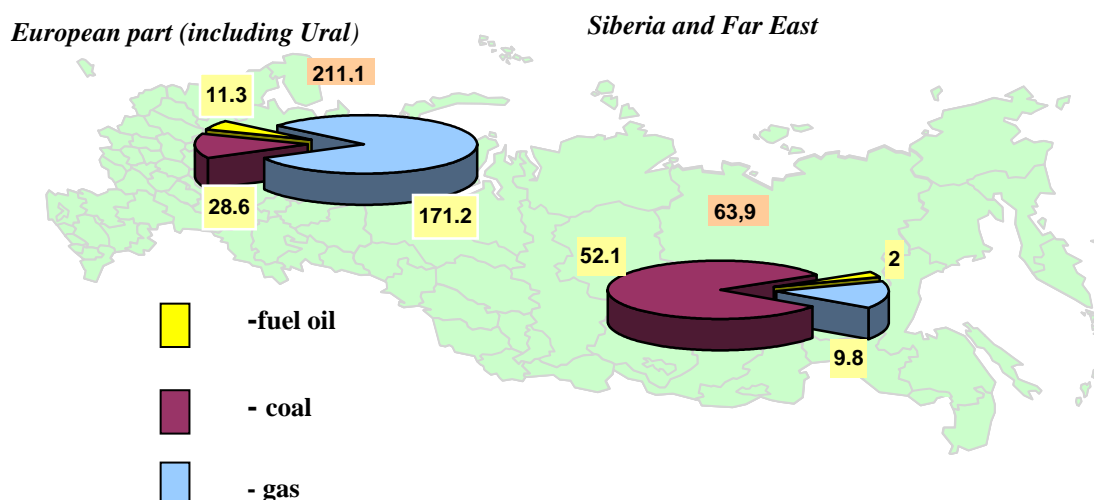 European part (including Ural)
Siberia and Far East
211,1
11.3
28.6
171.2
63,9
52.1
2
9.8
-fuel oil
- coal
- gas